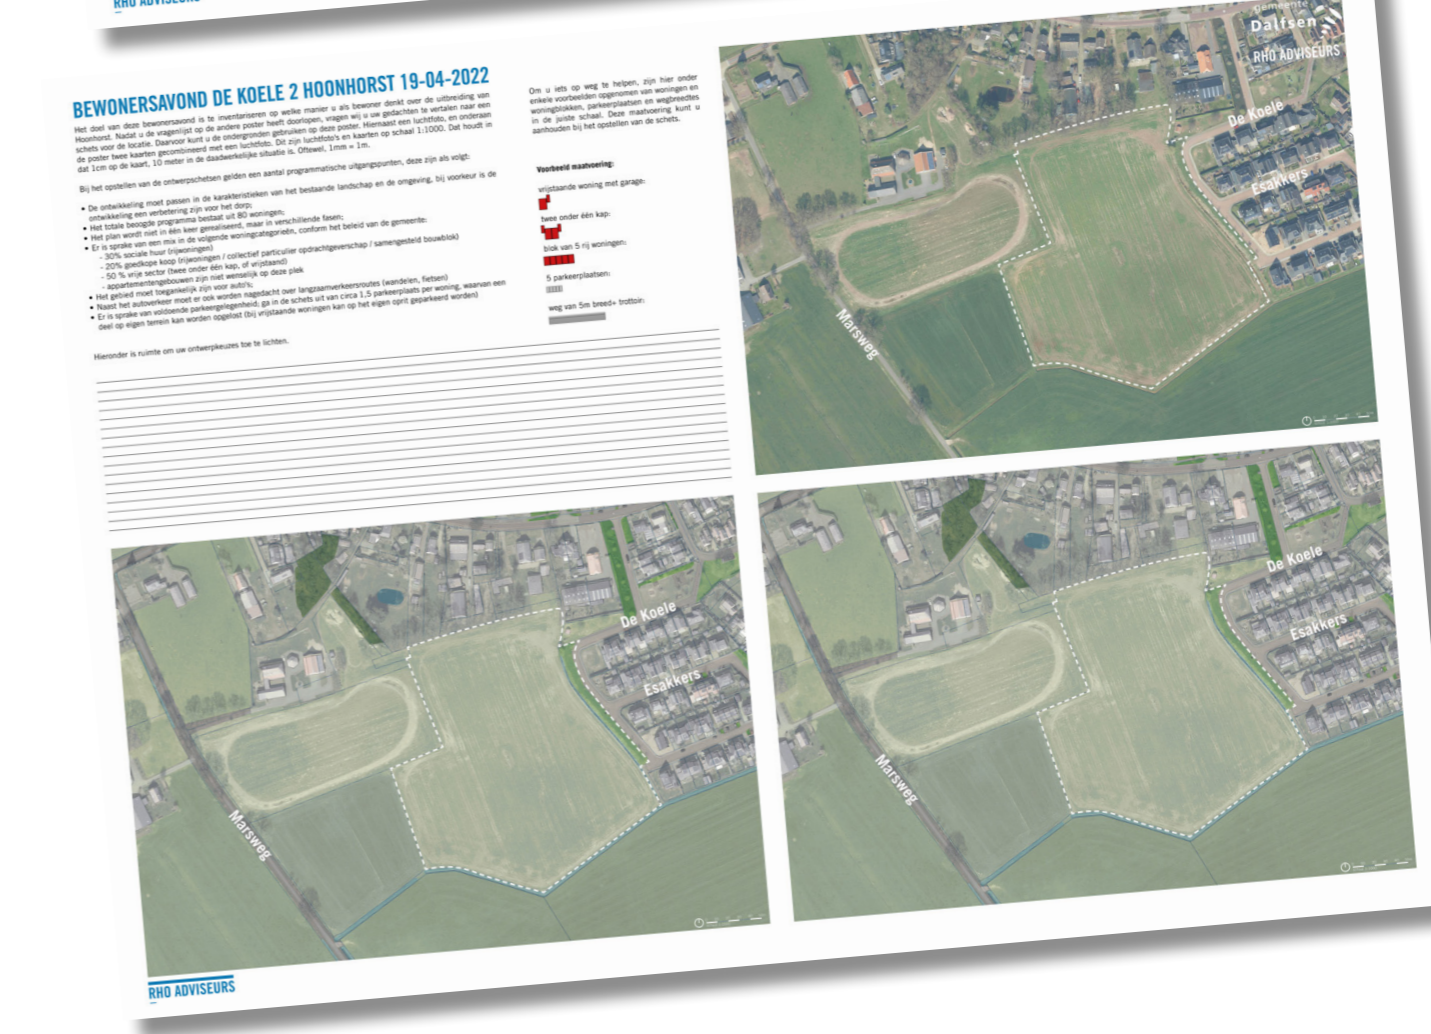 RHO ADVISEURS
BEWONERSAVOND DE KOELE 2 HOONHORST 19-04-2022
Het doel van deze bewonersavond is te inventariseren op welke manier u als bewoner denkt over de uitbreiding van
Hoonhorst. Nadat u de vragenlijst op de andere poster heeft doorlopen, vragen wij u uw gedachten te vertalen naar een
schets voor de locatie. Daarvoor kunt u de ondergronden gebruiken op deze poster. Hiernaast een luchtfoto, en onderaan
de poster twee kaarten gecombineerd met een luchtfoto. Dit zijn luchtfoto's en kaarten op schaal 1:1000. Dat houdt in
dat 1cm op de kaart, 10 meter in de daadwerkelijke situatie is. Oftewel, 1mm = 1m.
Bij het opstellen van de ontwerpschetsen gelden een aantal programmatische uitgangspunten, deze zijn als volgt:
• De ontwikkeling moet passen in de karakteristieken van het bestaande landschap en de omgeving, bij voorkeur is de
ontwikkeling een verbetering zijn voor het dorp;
• Het totale beoogde programma bestaat uit 80 woningen;
• Het plan wordt niet in één keer gerealiseerd, maar in verschillende fasen;
• Er is sprake van een mix in de volgende woningcategorieën, conform het beleid van de gemeente:
- 30% sociale huur (rijwoningen)
- 20% goedkope koop (rijwoningen / collectief particulier opdrachtgeverschap / samengesteld bouwblok)
- 50 % vrije sector (twee onder één kap, of vrijstaand)
- appartementengebouwen zijn niet wenselijk op deze plek
• Het gebied moet toegankelijk zijn voor auto's;
• Naast het autoverkeer moet er ook worden nagedacht over langzaamverkeersroutes (wandelen, fietsen)
• Er is sprake van voldoende parkeergelegenheid; ga in de schets uit van circa 1,5 parkeerplaats per woning, waarvan een
deel op eigen terrein kan worden opgelost (bij vrijstaande woningen kan op het eigen oprit geparkeerd worden)
Hieronder is ruimte om uw ontwerpkeuzes toe te lichten.
Om u iets op weg te helpen, zijn hier onder
enkele voorbeelden opgenomen van woningen en
woningblokken, parkeerplaatsen en wegbreedtes
in de juiste schaal. Deze maatvoering kunt u
aanhouden bij het opstellen van de schets.
Voorbeeld maatvoering:
vrijstaande woning met garage:
twee onder één kap:
blok van 5 rij woningen:
5 parkeerplaatsen:
weg van 5m breed+ trottoir:
gemeente
Dalfsen
RHO ADVISEURS
De Koele
Esakkers
Marsweg
De Koele
Esakkers
Marsweg
De Koele
Esakkers
Marsweg
RHO ADVISEURS